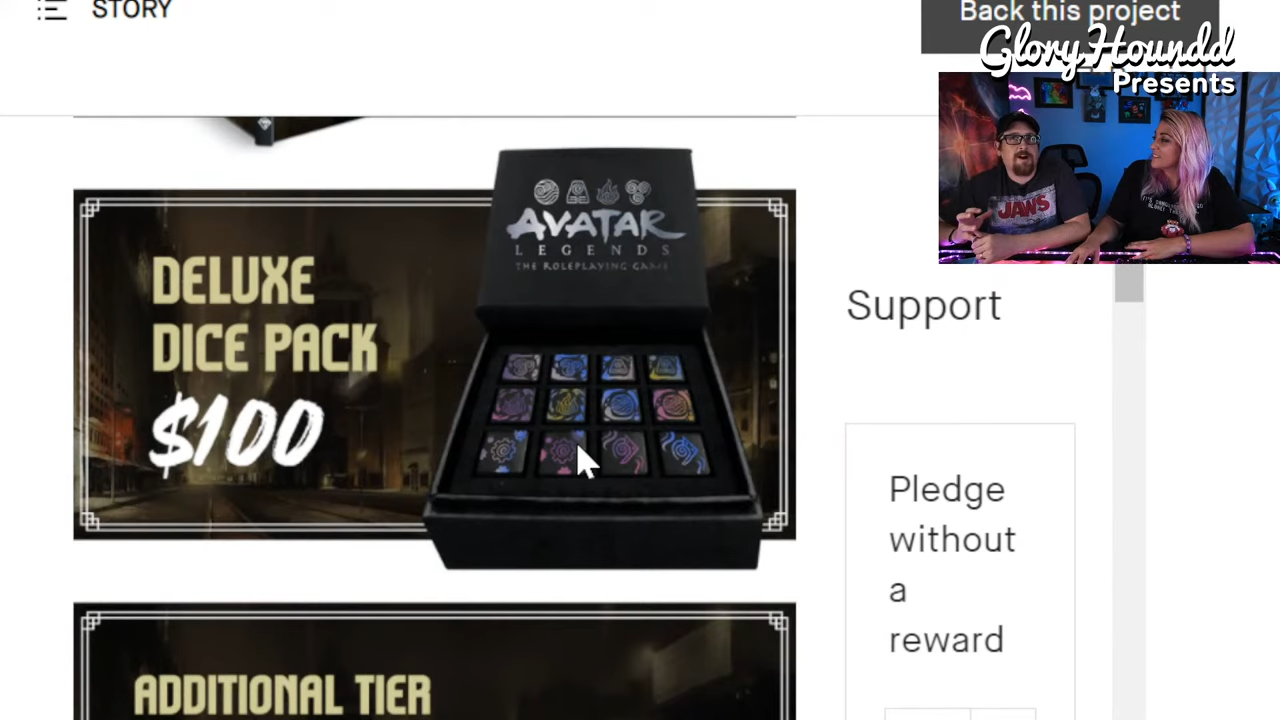 STORY
Back this project
GloryHoundd
Presents
AVATAR
LEGENDS
THE ROLEPLAYING GAME
DELUXE
DICE PACK
$100
JAWS
Support
Pledge
without
a
reward
ADDITIONAL TIER